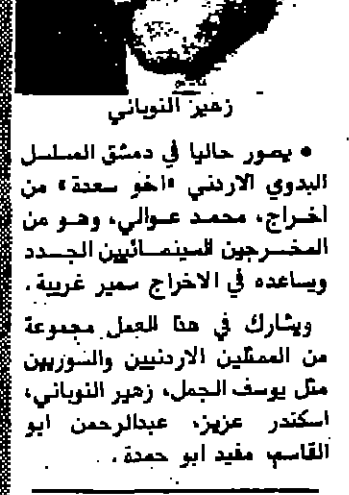 زهير النوباني
● يصور حاليا في دمشق المسلسل
البدوي الاردني «اخو سعدة» من
اخراج، محمد عوالي، وهو من
المخرجين السينمائيين الجدد
ويساعده في الاخراج سمير غريبة.
ويشارك في هذا العمل مجموعة
من الممثلين الاردنيين والسوريين
مثل يوسف الجمل، زهير النوباني،
اسكندر عزيز، عبدالرحمن ابو
القاسم، مفيد ابو حمدة.